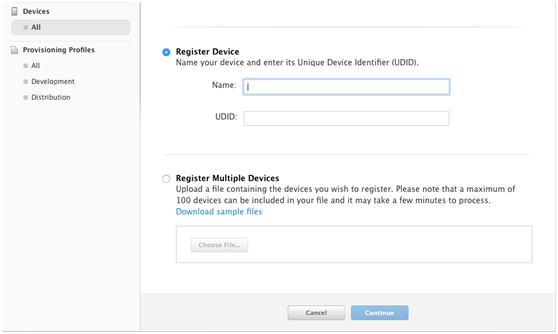 Devices
All
Provisioning Profiles
All
Development
Distribution
Register Device
Name your device and enter its Unique Device Identifier (UDID).
Name:
UDID:
Register Multiple Devices
Upload a file containing the devices you wish to register. Please note that a maximum of
100 devices can be included in your file and it may take a few minutes to process.
Download sample files
Choose File...
Cancel
Continue